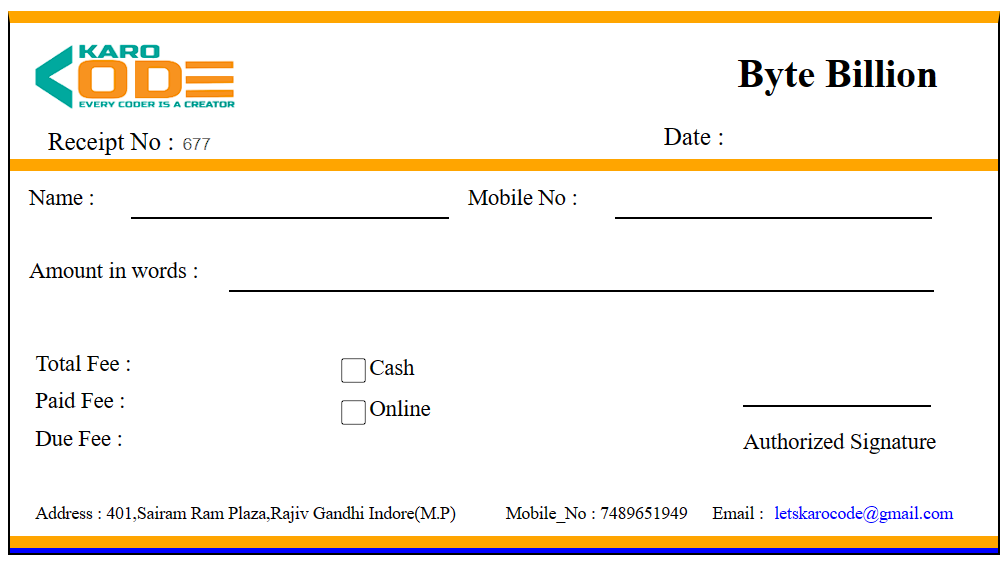 KARO
CODE
EVERY CODER IS A CREATOR
Byte Billion
Receipt No : 677
Date :
Name :
Mobile No :
Amount in words :
Total Fee :
Cash
Paid Fee :
Online
Due Fee :
Authorized Signature
Address : 401,Sairam Ram Plaza,Rajiv Gandhi Indore(M.P)
Mobile_No : 7489651949
Email : letskarocode@gmail.com